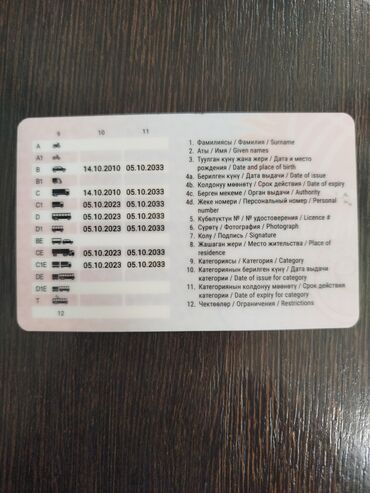 9 10 11
A
A1
B 14.10.2010 05.10.2033
B1
C 14.10.2010 05.10.2033
C1 05.10.2023 05.10.2033
D 05.10.2023 05.10.2033
D1 05.10.2023 05.10.2033
BE
CE 05.10.2023 05.10.2033
C1E 05.10.2023 05.10.2033
DE
D1E
T
12
1. Фамилиясы / Фамилия / Surname
2. Аты / Имя / Given names
3. Туулган күнү жана жери / Дата и место
рождения / Date and place of birth
4a. Берилген күнү / Дата выдачи / Date of issue
4b. Колдонуу мөөнөтү / Срок действия / Date of expiry
4c. Берген мекеме / Орган выдачи / Authority
4d. Жеке номери / Персональный номер / Personal
number
5. Күбөлүктүн № / № удостоверения / Licence #
6. Сүрөтү / Фотография / Photograph
7. Колу / Подпись / Signature
8. Жашаган жери / Место жительства / Place of
residence
9. Категориясы / Категория / Category
10. Категориянын берилген күнү / Дата выдачи
категории / Date of issue for category
11. Категориянын колдонуу мөөнөтү / Срок действия
категории / Date of expiry for category
12. Чектөөлөр / Ограничения / Restrictions